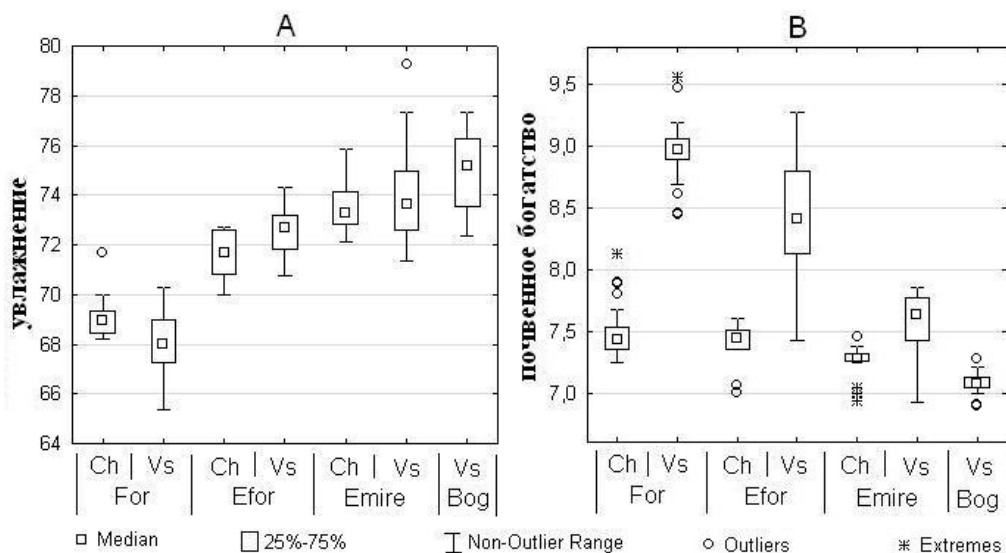 A
B
увлажнение
80
78
76
74
72
70
68
66
64
почвенное богатство
9,5
9,0
8,5
8,0
7,5
7,0
Ch Vs Ch Vs Ch Vs Vs
For Efor Emire Bog
Ch Vs Ch Vs Ch Vs Vs
For Efor Emire Bog
Median 25%-75% Non-Outlier Range Outliers Extremes